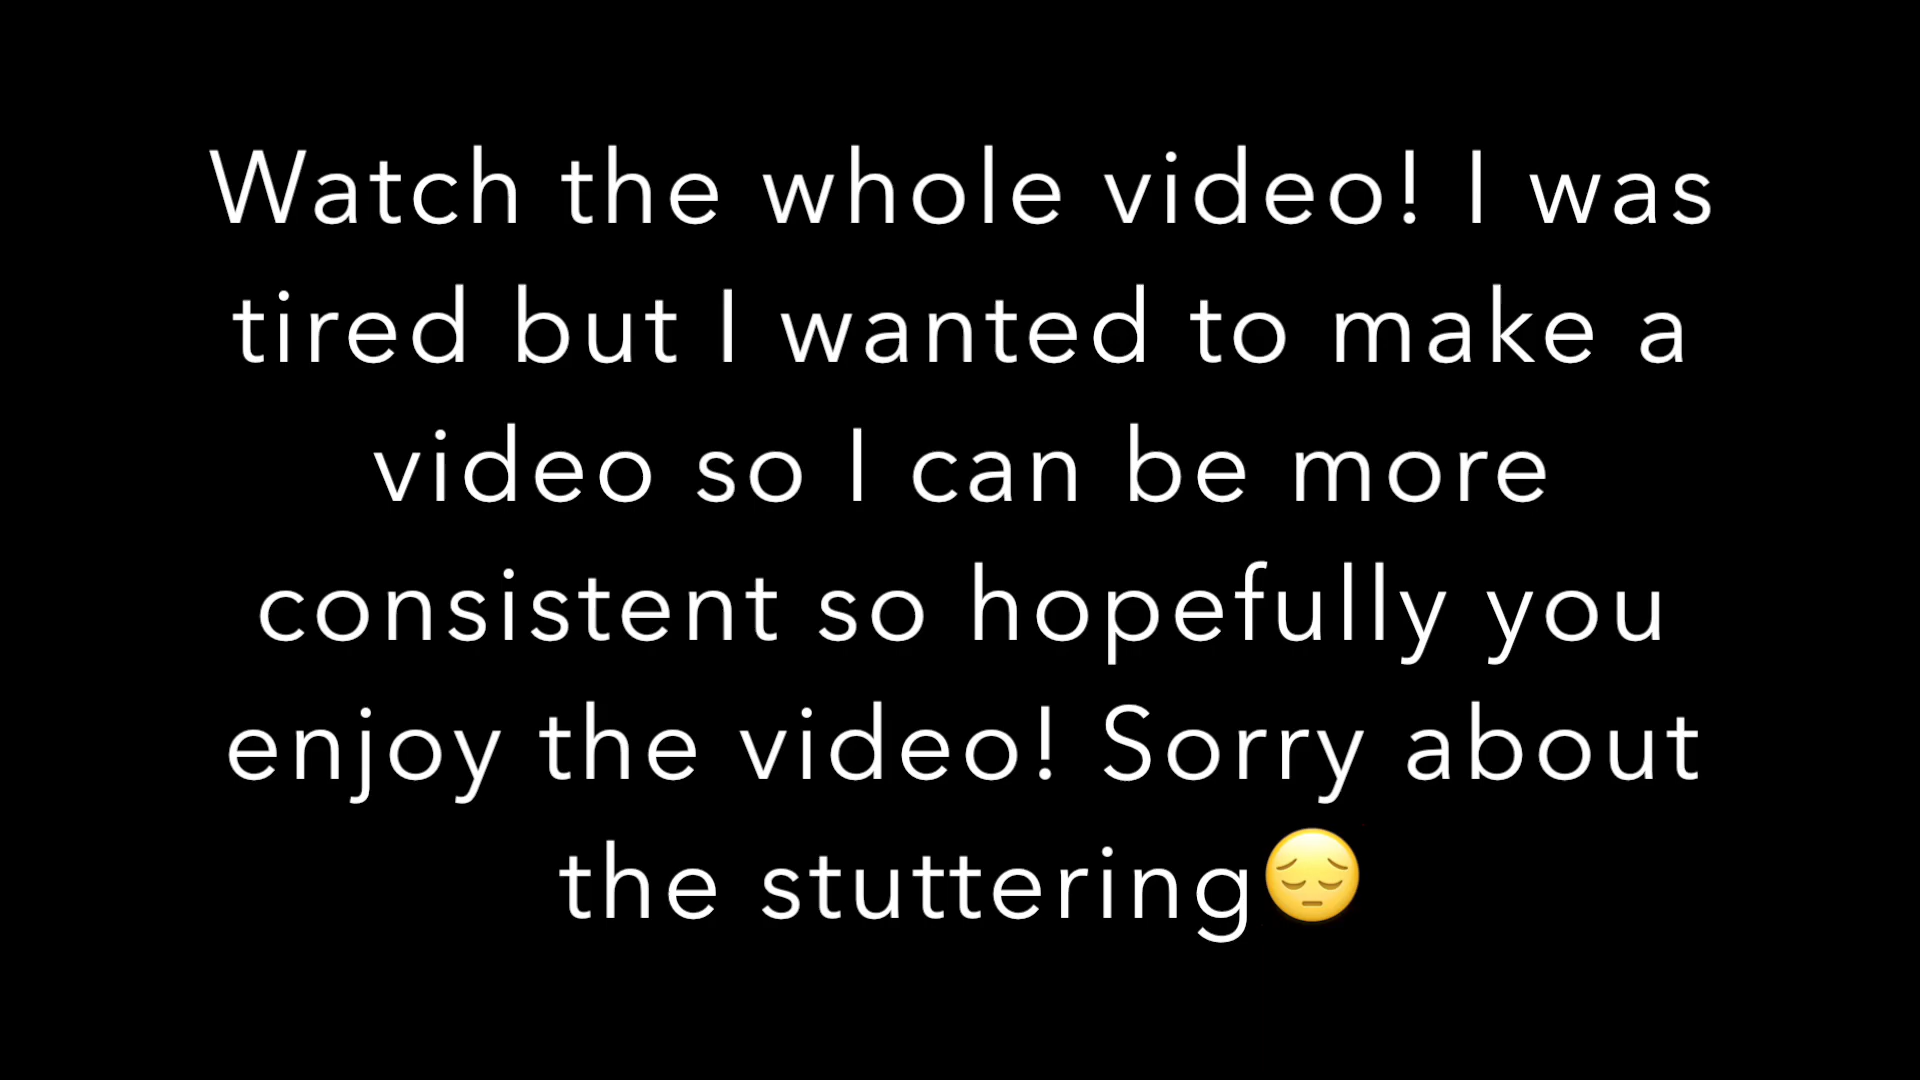 Watch the whole video! I was
tired but I wanted to make a
video so I can be more
consistent so hopefully you
enjoy the video! Sorry about
the stuttering😔